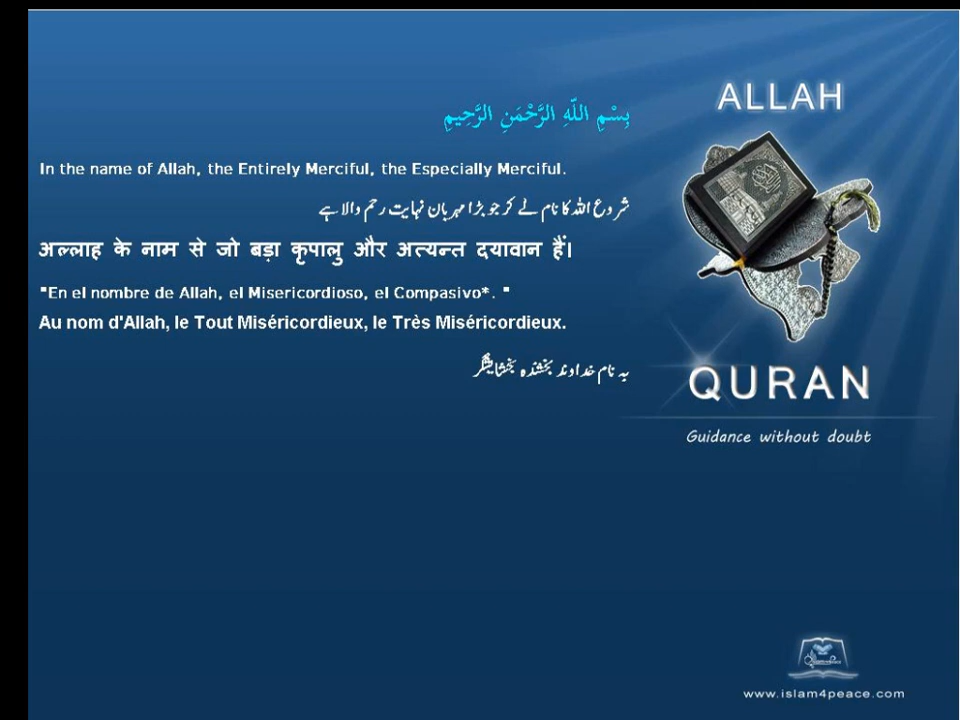 بِسْمِ اللَّهِ الرَّحْمَنِ الرَّحِيمِ
In the name of Allah, the Entirely Merciful, the Especially Merciful.
شروع الله کا نام لے کر جو بڑا مہربان نہایت رحم والا ہے
अल्लाह के नाम से जो बड़ा कृपालु और अत्यन्त दयावान हैं।
"En el nombre de Allah, el Misericordioso, el Compasivo*. "
Au nom d'Allah, le Tout Miséricordieux, le Très Miséricordieux.
به نام خداوند بخشنده بخشایشگر
ALLAH
QURAN
Guidance without doubt
www.islam4peace.com